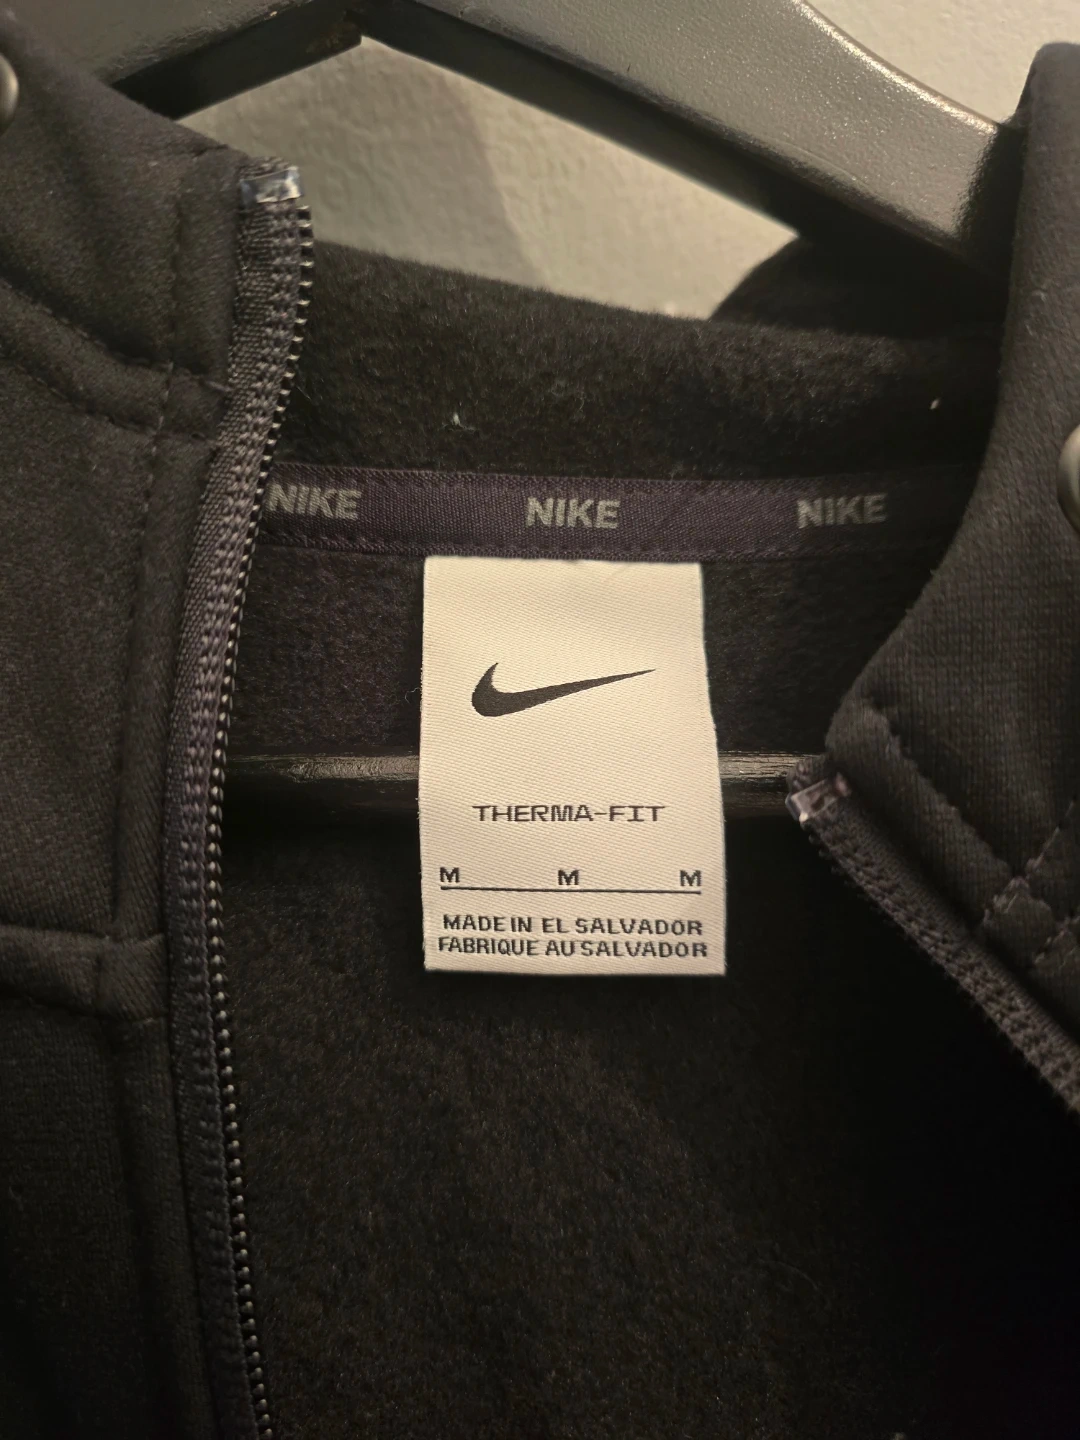 NIKE NIKE NIKE
THERMA-FIT
M M M
MADE IN EL SALVADOR
FABRIQUE AU SALVADOR